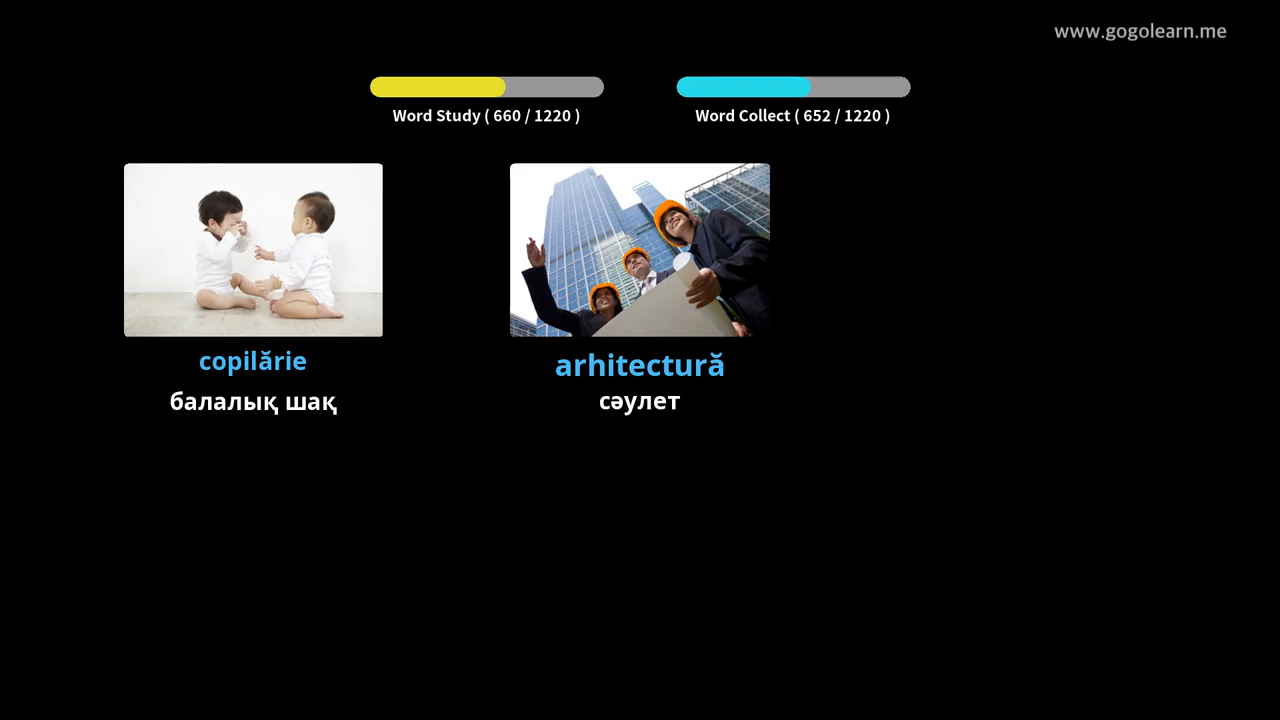 www.gogolearn.me
Word Study ( 660 / 1220 )
Word Collect ( 652 / 1220 )
copilărie
балалық шақ
arhitectură
сәулет